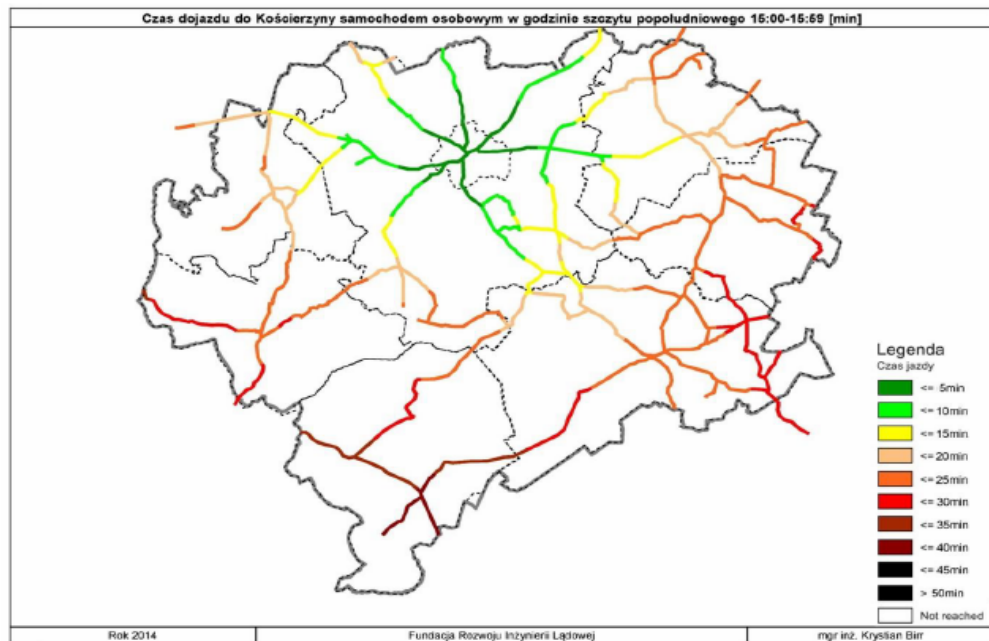 Czas dojazdu do Kościerzyny samochodem osobowym w godzinie szczytu popołudniowego 15:00-15:59 [min]
Legenda
Czas jazdy
<= 5min
<= 10min
<= 15min
<= 20min
<= 25min
<= 30min
<= 35min
<= 40min
<= 45min
> 50min
Not reached
Rok 2014
Fundacja Rozwoju Inżynierii Lądowej
mgr inż. Krystian Birr